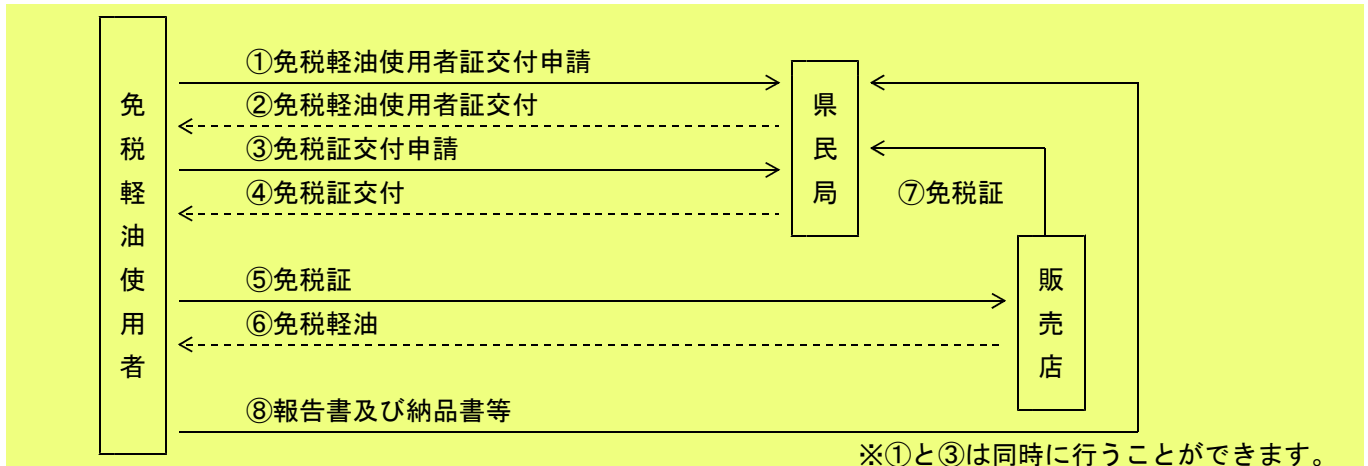 免税軽油使用者
①免税軽油使用者証交付申請
②免税軽油使用者証交付
③免税証交付申請
④免税証交付
県民局
⑦免税証
⑤免税証
⑥免税軽油
販売店
⑧報告書及び納品書等
※①と③は同時に行うことができます。